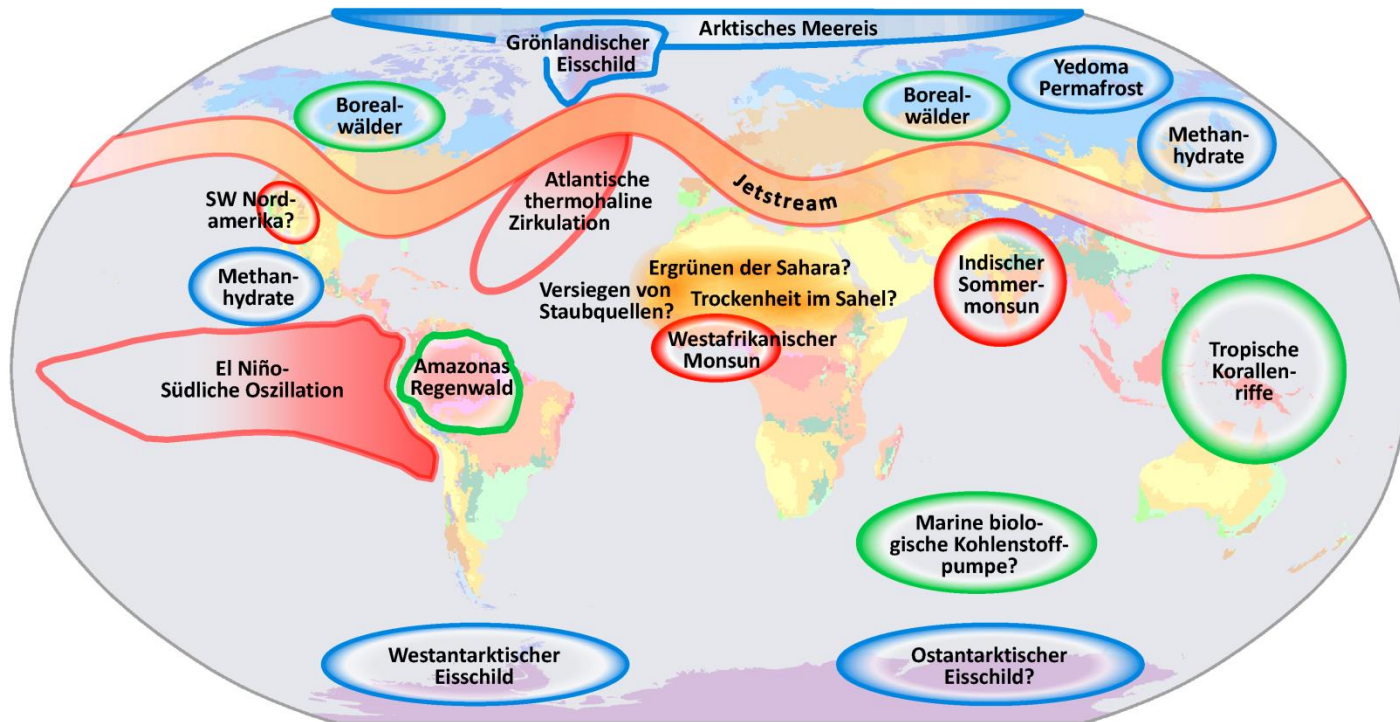 Arktisches Meereis
Grönlandischer
Eisschild
Yedoma
Permafrost
Boreal-
wälder
Boreal-
wälder
Methan-
hydrate
SW Nord-
amerika?
Atlantische
thermohaline
Zirkulation
Jetstream
Methan-
hydrate
Ergrünen der Sahara?
Indischer
Sommer-
monsun
Versiegen von
Staubquellen?
Trockenheit im Sahel?
Westafrikanischer
Monsun
El Niño-
Südliche Oszillation
Amazonas
Regenwald
Tropische
Korallen-
riffe
Marine biolo-
gische Kohlenstoff-
pumpe?
Westantarktischer
Eisschild
Ostantarktischer
Eisschild?